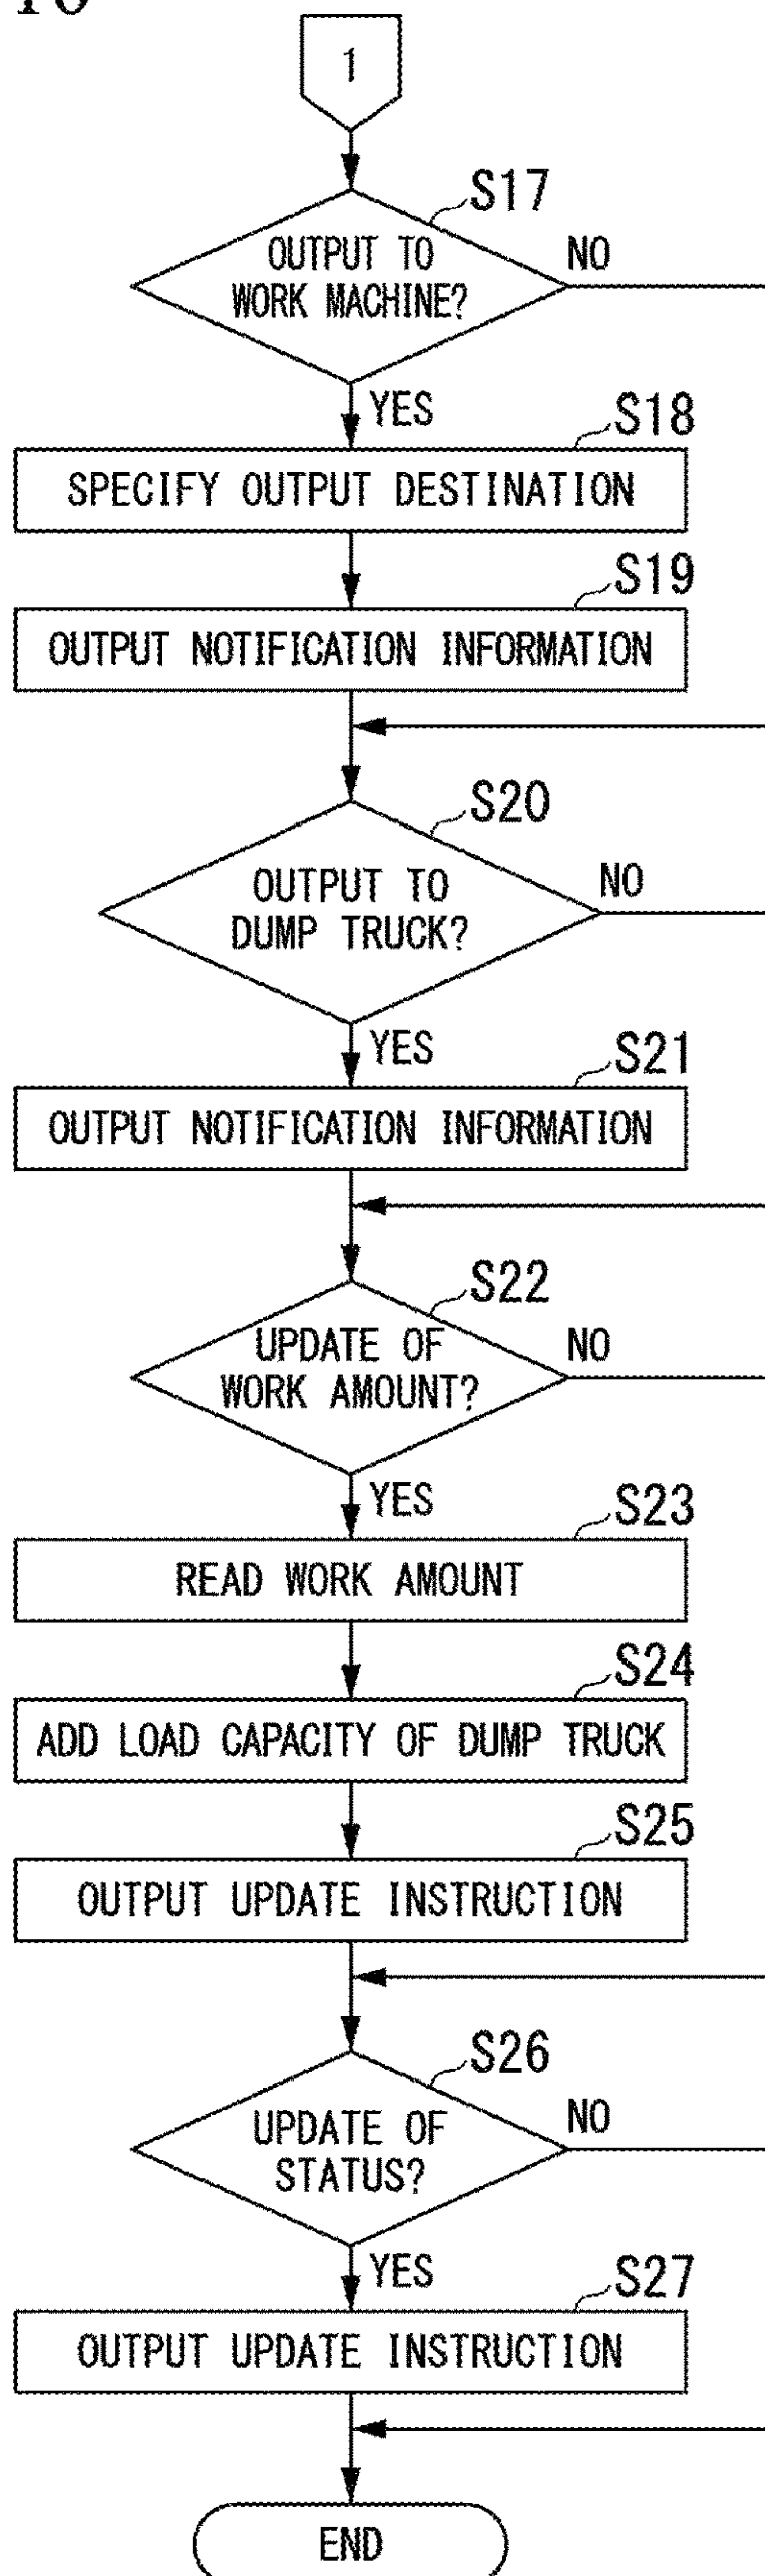 1
S17
OUTPUT TO
WORK MACHINE?
NO
YES
S18
SPECIFY OUTPUT DESTINATION
S19
OUTPUT NOTIFICATION INFORMATION
S20
OUTPUT TO
DUMP TRUCK?
NO
YES
S21
OUTPUT NOTIFICATION INFORMATION
S22
UPDATE OF
WORK AMOUNT?
NO
YES
S23
READ WORK AMOUNT
S24
ADD LOAD CAPACITY OF DUMP TRUCK
S25
OUTPUT UPDATE INSTRUCTION
S26
UPDATE OF
STATUS?
NO
YES
S27
OUTPUT UPDATE INSTRUCTION
END